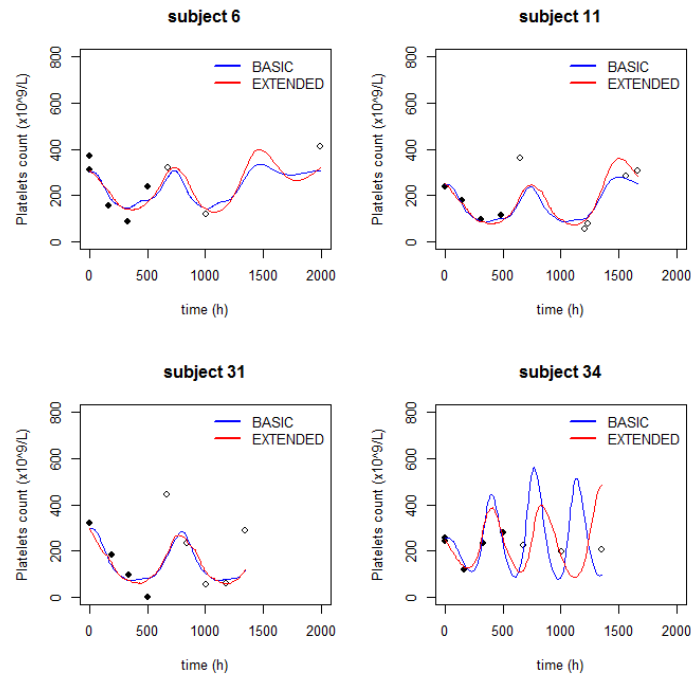 subject 6
Platelets count (x10^9/L)
800
600
400
200
0
BASIC
EXTENDED
0 500 1000 1500 2000
time (h)
subject 11
Platelets count (x10^9/L)
800
600
400
200
0
BASIC
EXTENDED
0 500 1000 1500 2000
time (h)
subject 31
Platelets count (x10^9/L)
800
600
400
200
0
BASIC
EXTENDED
0 500 1000 1500 2000
time (h)
subject 34
Platelets count (x10^9/L)
800
600
400
200
0
BASIC
EXTENDED
0 500 1000 1500 2000
time (h)